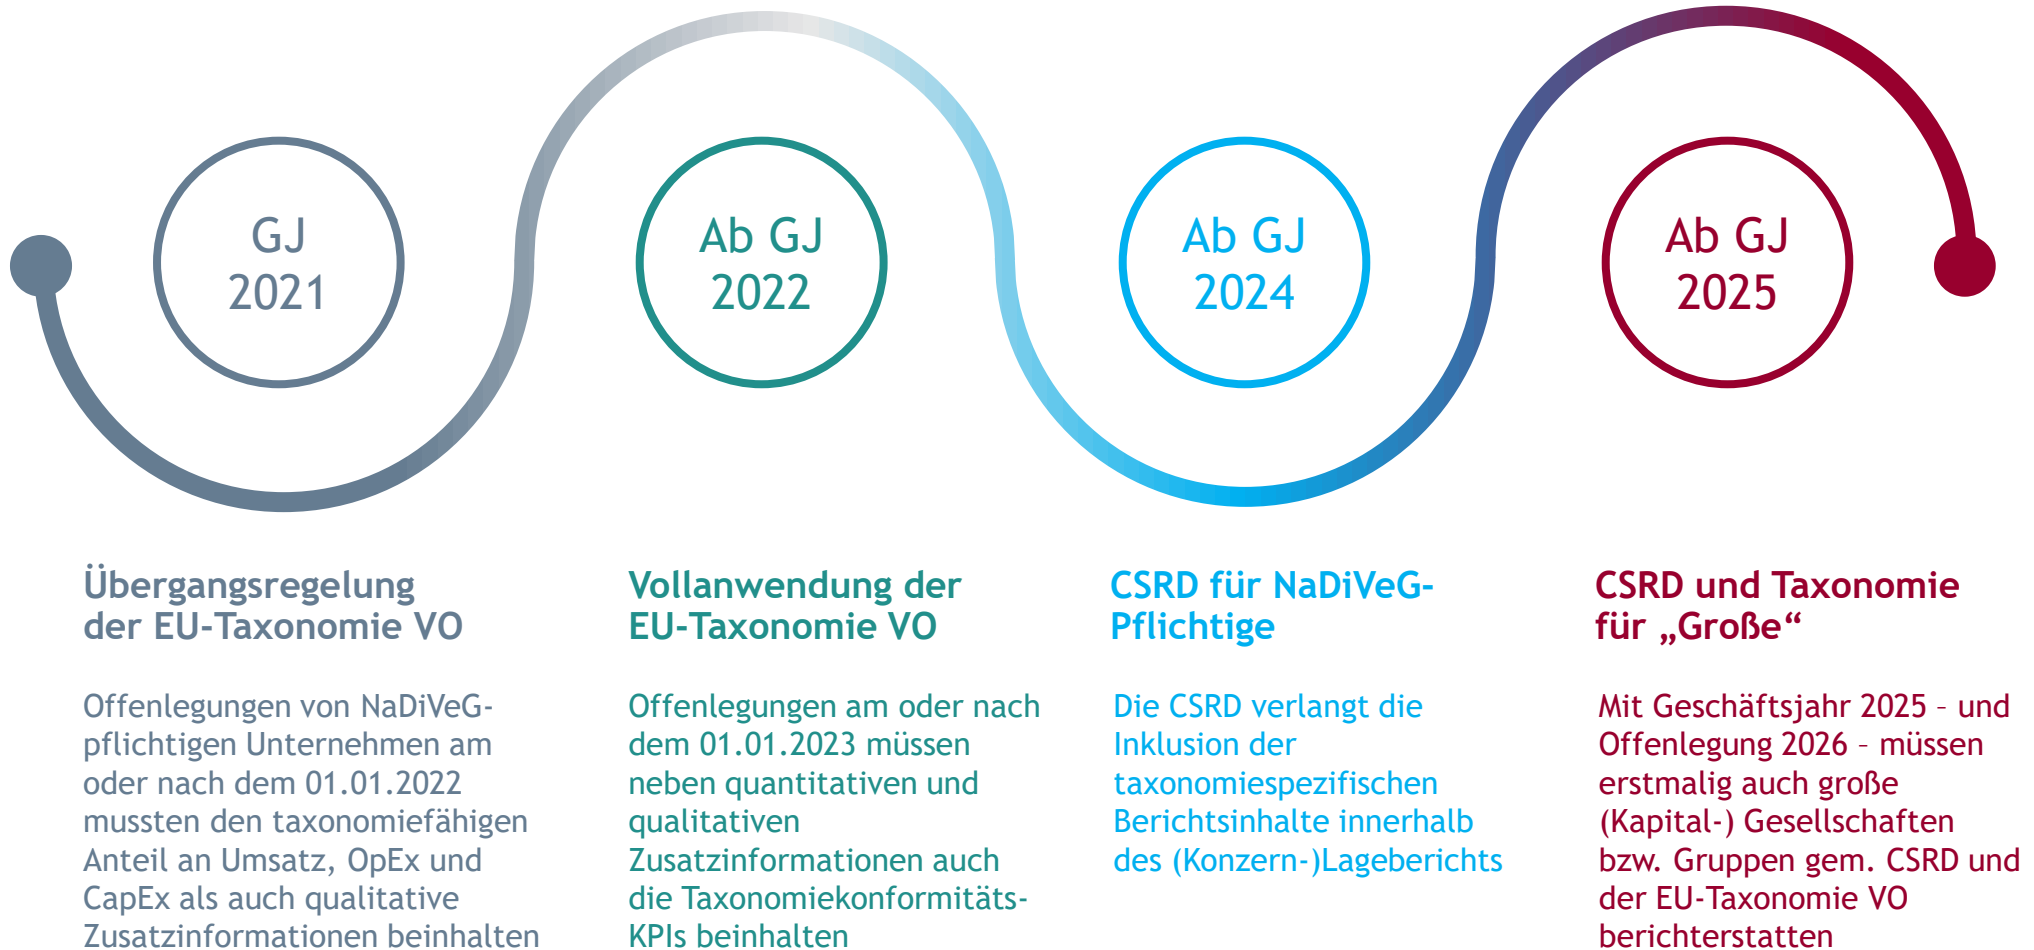 GJ
2021
Ab GJ
2022
Ab GJ
2024
Ab GJ
2025
Übergangsregelung
der EU-Taxonomie VO
Offenlegungen von NaDiVeG-
pflichtigen Unternehmen am
oder nach dem 01.01.2022
mussten den taxonomiefähigen
Anteil an Umsatz, OpEx und
CapEx als auch qualitative
Zusatzinformationen beinhalten
Vollanwendung der
EU-Taxonomie VO
Offenlegungen am oder nach
dem 01.01.2023 müssen
neben quantitativen und
qualitativen
Zusatzinformationen auch
die Taxonomiekonformitäts-
KPIs beinhalten
CSRD für NaDiVeG-
Pflichtige
Die CSRD verlangt die
Inklusion der
taxonomiespezifischen
Berichtsinhalte innerhalb
des (Konzern-)Lageberichts
CSRD und Taxonomie
für „Große“
Mit Geschäftsjahr 2025 – und
Offenlegung 2026 – müssen
erstmalig auch große
(Kapital-) Gesellschaften
bzw. Gruppen gem. CSRD und
der EU-Taxonomie VO
berichterstatten